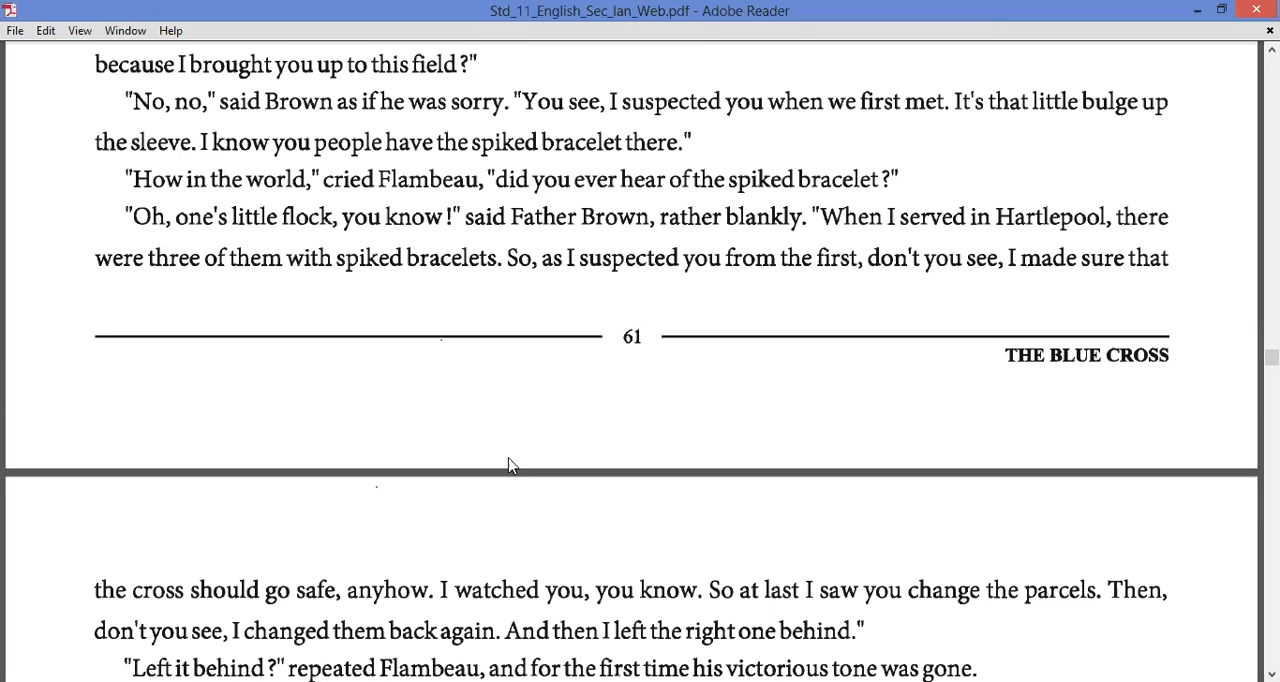 Std_11_English_Sec_lan_Web.pdf - Adobe Reader
File Edit View Window Help
because I brought you up to this field ?"
"No, no," said Brown as if he was sorry. "You see, I suspected you when we first met. It's that little bulge up
the sleeve. I know you people have the spiked bracelet there."
"How in the world," cried Flambeau, "did you ever hear of the spiked bracelet ?"
"Oh, one's little flock, you know !" said Father Brown, rather blankly. "When I served in Hartlepool, there
were three of them with spiked bracelets. So, as I suspected you from the first, don't you see, I made sure that
61
THE BLUE CROSS
the cross should go safe, anyhow. I watched you, you know. So at last I saw you change the parcels. Then,
don't you see, I changed them back again. And then I left the right one behind."
"Left it behind ?" repeated Flambeau, and for the first time his victorious tone was gone.